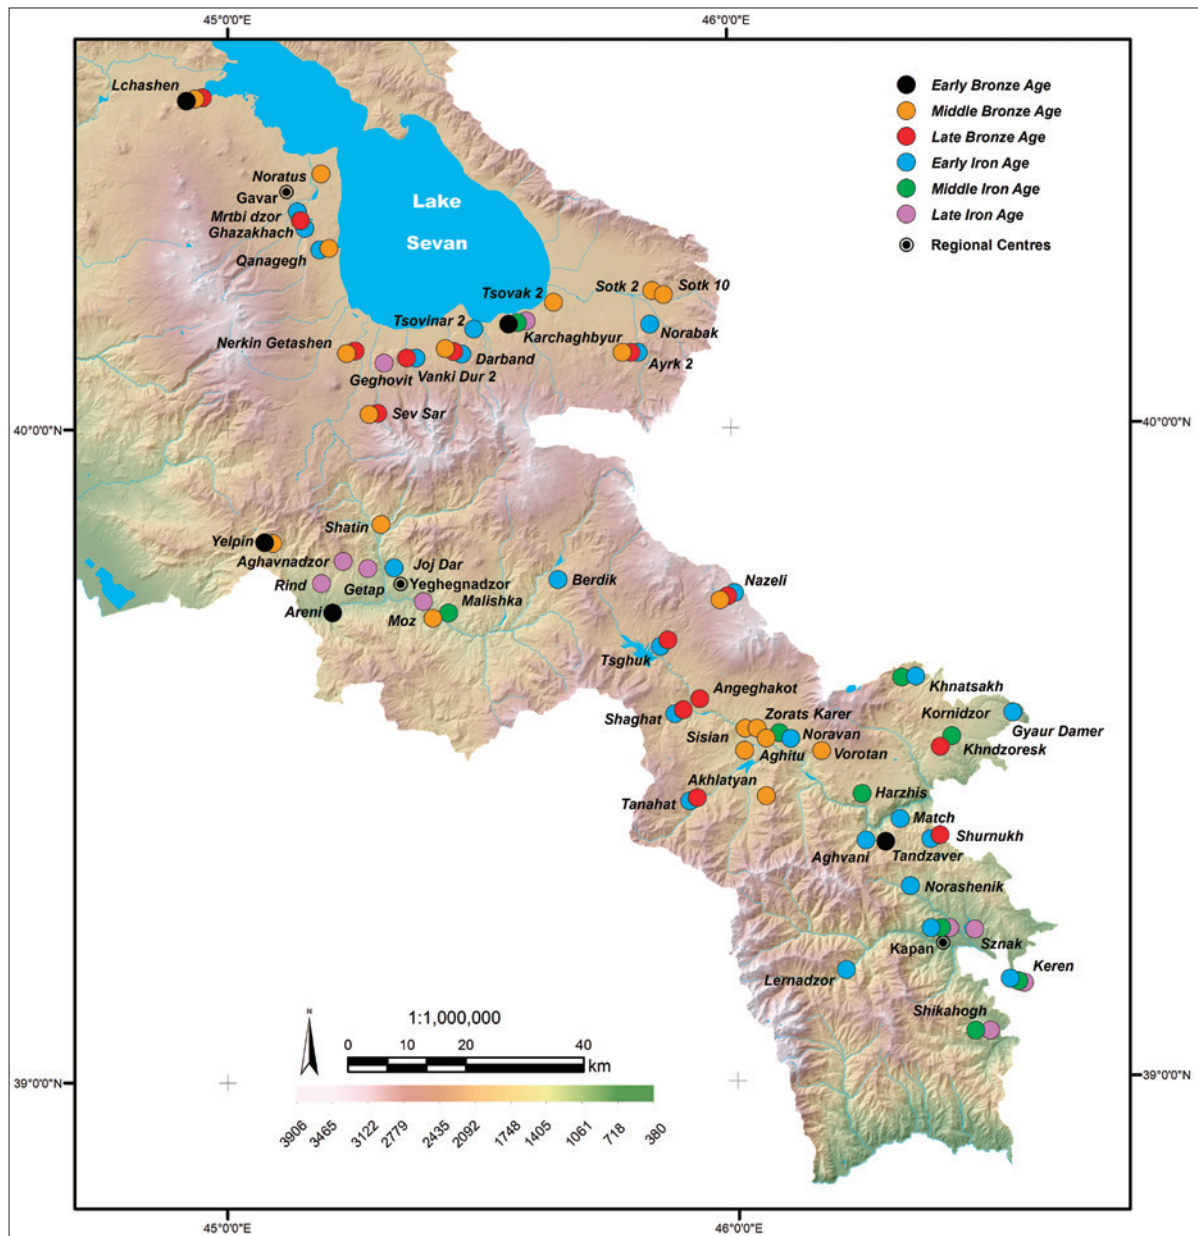 45°0'0"E
46°0'0"E
Lchashen
Early Bronze Age
Middle Bronze Age
Late Bronze Age
Early Iron Age
Middle Iron Age
Late Iron Age
Regional Centres
Noratus
Gavar
Mrtbi dzor
Ghazakhach
Qanagegh
Lake
Sevan
Tsovak 2
Sotk 2
Sotk 10
Tsovinar 2
Karchaghbyur
Norabak
Nerkin Getashen
Darband
Ayrk 2
Geghovit
Vanki Dur 2
Sev Sar
40°0'0"N
40°0'0"N
Shatin
Yelpin
Aghavnadzor
Joj Dar
Rind
Getap
Yeghegnadzor
Berdik
Nazeli
Areni
Malishka
Moz
Tsghuk
Angeghakot
Khnatsakh
Shaghat
Zorats Karer
Kornidzor
Gyaur Damer
Sisian
Noravan
Aghitu
Vorotan
Khndzoresk
Akhlatyan
Harzhis
Tanahat
Match
Shurnukh
Aghvani
Tandzaver
Norashenik
Kapan
Sznak
Lernadzor
Keren
Shikahogh
N
1:1,000,000
0 10 20 40
km
39°0'0"N
39°0'0"N
3906 3465 3122 2779 2435 2092 1748 1405 1061 718 380
45°0'0"E
46°0'0"E